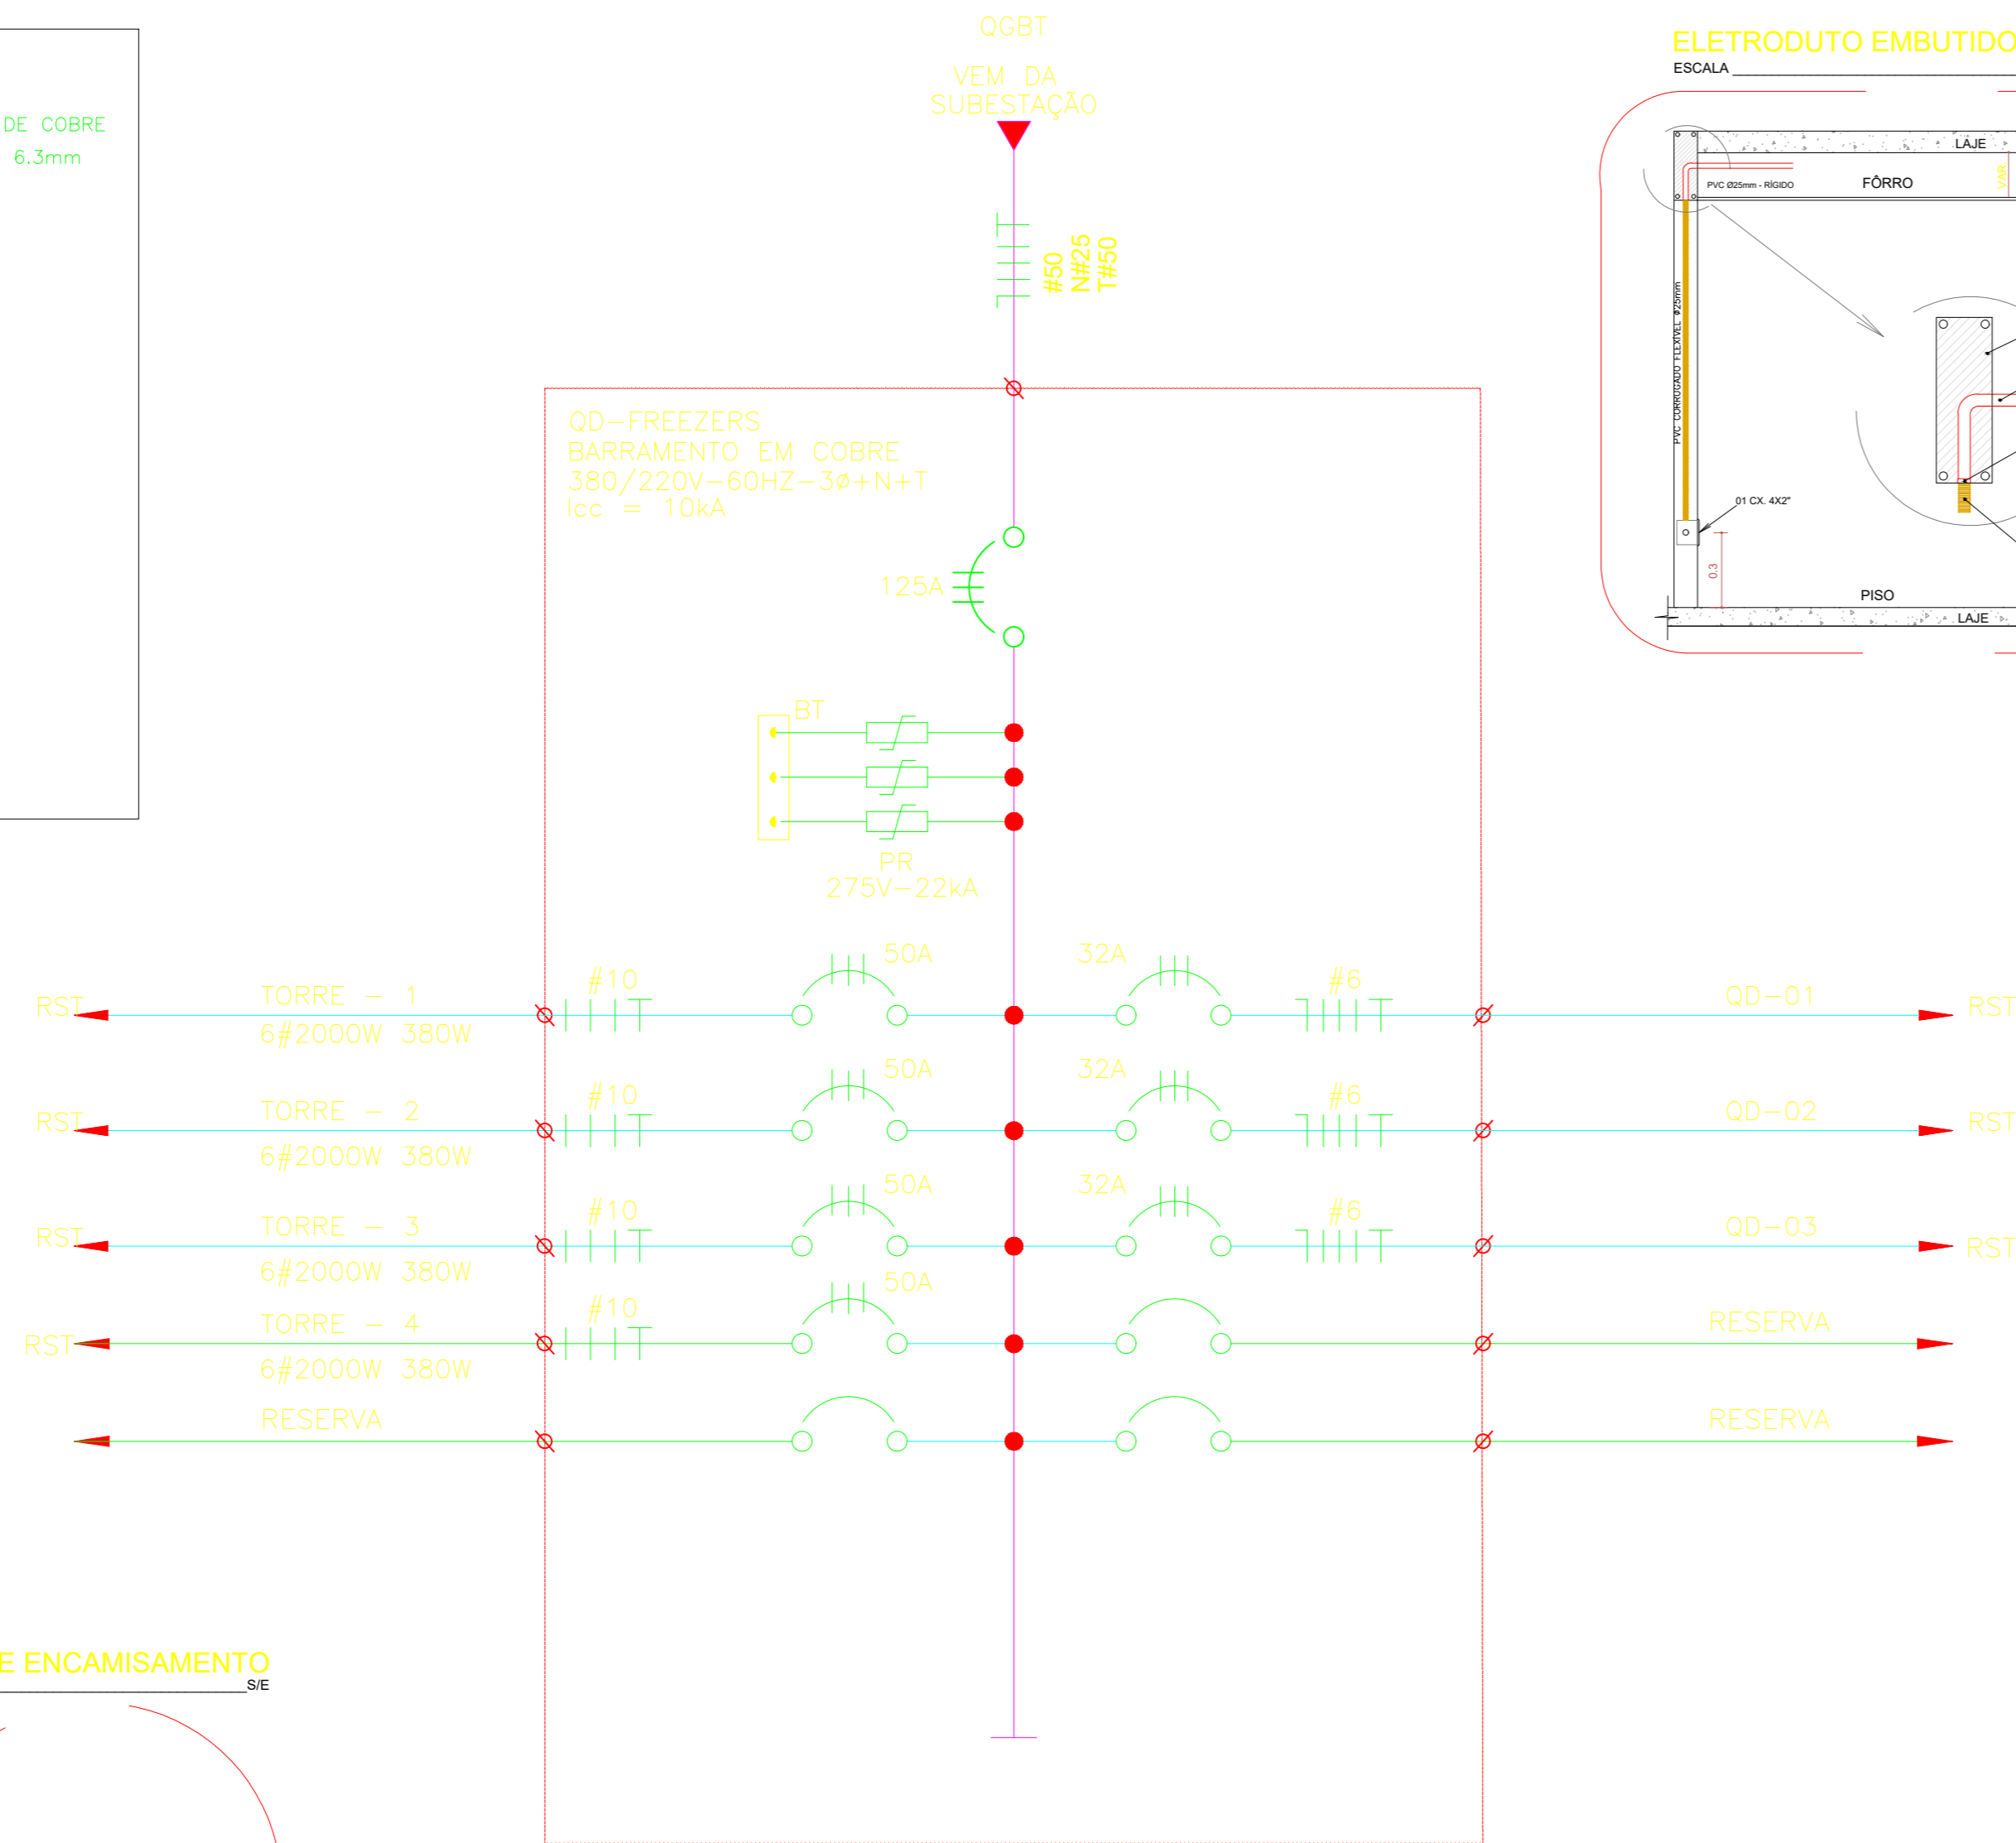 QGBT
VEM DA
SUBESTAÇÃO
#50
N#25
T#50
DE COBRE
6.3mm
QD-FREEZERS
BARRAMENTO EM COBRE
380/220V-60HZ-3ø+N+T
Icc = 10kA
125A
BT
PR
275V-22kA
RST
TORRE - 1
6#2000W 380W
#10
50A
32A
#6
QD-01
RST
RST
TORRE - 2
6#2000W 380W
#10
50A
32A
#6
QD-02
RST
RST
TORRE - 3
6#2000W 380W
#10
50A
32A
#6
QD-03
RST
RST
TORRE - 4
6#2000W 380W
#10
50A
RESERVA
RESERVA
RESERVA
ELETRODUTO EMBUTIDO
ESCALA
LAJE
FÔRRO
VAR
PVC Ø25mm - RÍGIDO
PVC CORRUGADO FLEXÍVEL Ø25mm
01 CX. 4X2"
0.3
PISO
LAJE
E ENCAMISAMENTO
S/E